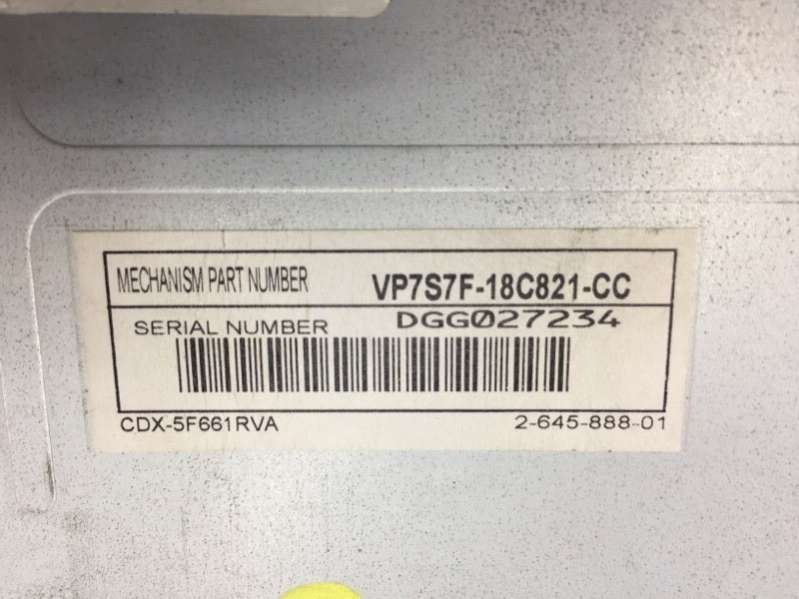 MECHANISM PART NUMBER VP7S7F-18C821-CC
SERIAL NUMBER DGG027234
CDX-5F661RVA 2-645-888-01